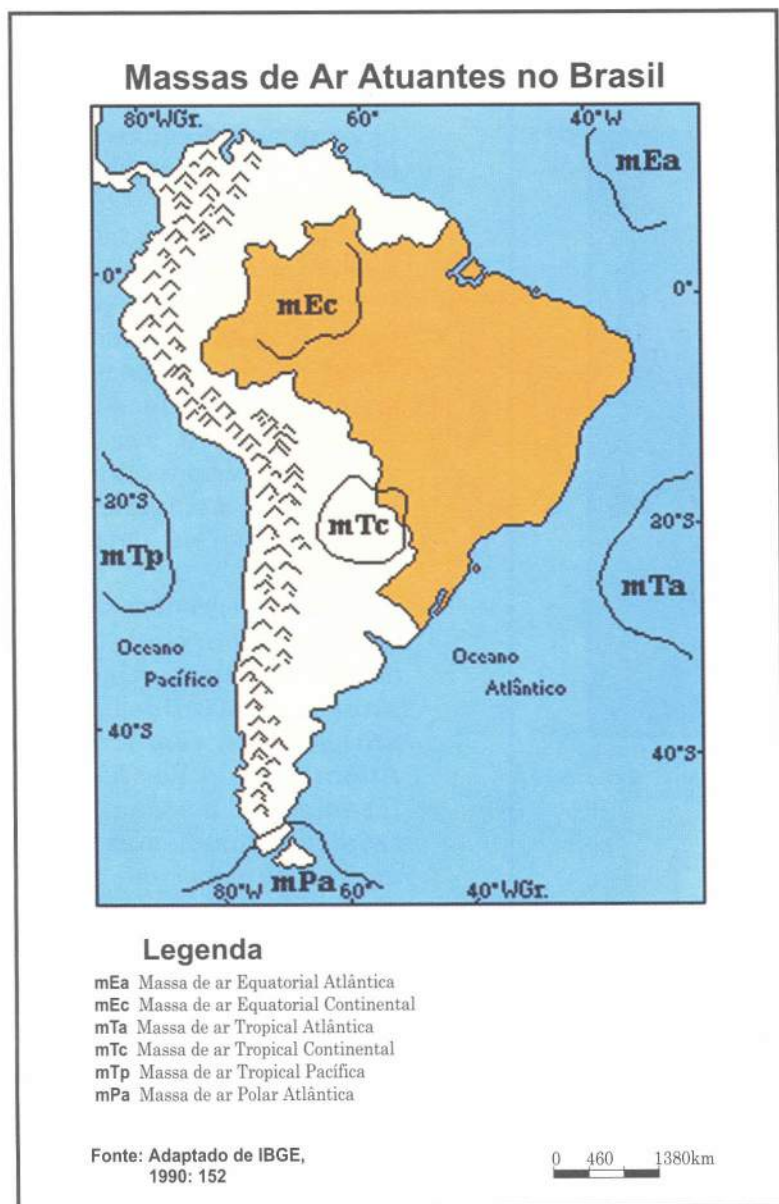 Massas de Ar Atuantes no Brasil
80°WGr.
60°
40°W
mEa
0°
0°
mEc
20°S
20°S
mTp
mTc
mTa
Oceano
Pacífico
Oceano
Atlântico
40°S
40°S
80°W
mPa
60°
40°WGr.
Legenda
mEa Massa de ar Equatorial Atlântica
mEc Massa de ar Equatorial Continental
mTa Massa de ar Tropical Atlântica
mTc Massa de ar Tropical Continental
mTp Massa de ar Tropical Pacífica
mPa Massa de ar Polar Atlântica
Fonte: Adaptado de IBGE,
1990: 152
0 460 1380km